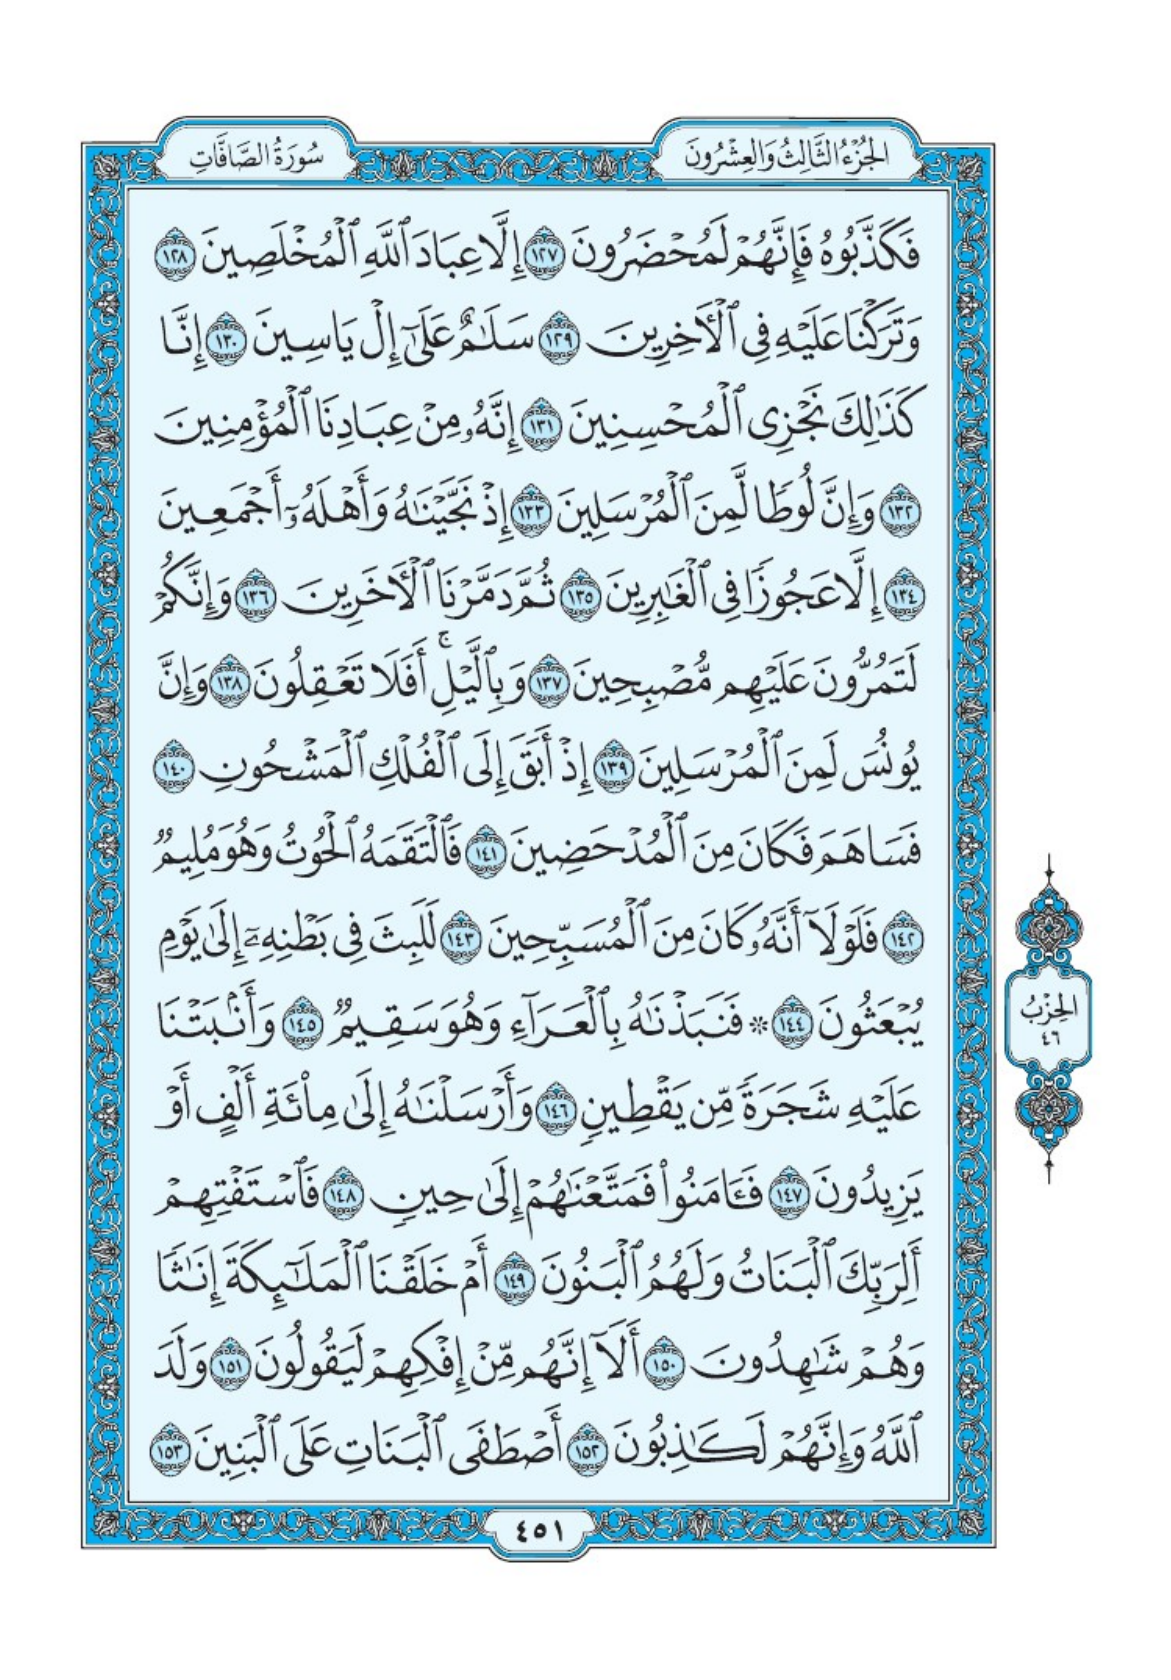 الجُزْءُ الثَّالِثُ وَالعِشْرُونَ
سُورَةُ الصَّافَّاتِ
فَكَذَّبُوهُ فَإِنَّهُمْ لَمُحْضَرُونَ ١٢٧ إِلَّا عِبَادَ ٱللَّهِ ٱلْمُخْلَصِينَ ١٢٨
وَتَرَكْنَا عَلَيْهِ فِى ٱلْأَخِرِينَ ١٢٩ سَلَٰمٌ عَلَىٰٓ إِلْ يَاسِينَ ١٣٠ إِنَّا
كَذَٰلِكَ نَجْزِى ٱلْمُحْسِنِينَ ١٣١ إِنَّهُۥ مِنْ عِبَادِنَا ٱلْمُؤْمِنِينَ
١٣٢ وَإِنَّ لُوطًا لَّمِنَ ٱلْمُرْسَلِينَ ١٣٣ إِذْ نَجَّيْنَٰهُ وَأَهْلَهُۥٓ أَجْمَعِينَ
١٣٤ إِلَّا عَجُوزًا فِى ٱلْغَٰبِرِينَ ١٣٥ ثُمَّ دَمَّرْنَا ٱلْأَخَرِينَ ١٣٦ وَإِنَّكُمْ
لَتَمُرُّونَ عَلَيْهِم مُّصْبِحِينَ ١٣٧ وَبِٱلَّيْلِ ۚ أَفَلَا تَعْقِلُونَ ١٣٨ وَإِنَّ
يُونُسَ لَمِنَ ٱلْمُرْسَلِينَ ١٣٩ إِذْ أَبَقَ إِلَى ٱلْفُلْكِ ٱلْمَشْحُونِ ١٤٠
فَسَاهَمَ فَكَانَ مِنَ ٱلْمُدْحَضِينَ ١٤١ فَٱلْتَقَمَهُ ٱلْحُوتُ وَهُوَ مُلِيمٌ
١٤٢ فَلَوْلَآ أَنَّهُۥ كَانَ مِنَ ٱلْمُسَبِّحِينَ ١٤٣ لَلَبِثَ فِى بَطْنِهِۦٓ إِلَىٰ يَوْمِ
يُبْعَثُونَ ١٤٤ ۞ فَنَبَذْنَٰهُ بِٱلْعَرَآءِ وَهُوَ سَقِيمٌ ١٤٥ وَأَنۢبَتْنَا
عَلَيْهِ شَجَرَةً مِّن يَقْطِينٍ ١٤٦ وَأَرْسَلْنَٰهُ إِلَىٰ مِا۟ئَةِ أَلْفٍ أَوْ
يَزِيدُونَ ١٤٧ فَـَٔامَنُوا۟ فَمَتَّعْنَٰهُمْ إِلَىٰ حِينٍ ١٤٨ فَٱسْتَفْتِهِمْ
أَلِرَبِّكَ ٱلْبَنَاتُ وَلَهُمُ ٱلْبَنُونَ ١٤٩ أَمْ خَلَقْنَا ٱلْمَلَٰٓئِكَةَ إِنَٰثًا
وَهُمْ شَٰهِدُونَ ١٥٠ أَلَآ إِنَّهُم مِّنْ إِفْكِهِمْ لَيَقُولُونَ ١٥١ وَلَدَ
ٱللَّهُ وَإِنَّهُمْ لَكَٰذِبُونَ ١٥٢ أَصْطَفَى ٱلْبَنَاتِ عَلَى ٱلْبَنِينَ ١٥٣
الحِزْبُ
٤٦
٤٥١